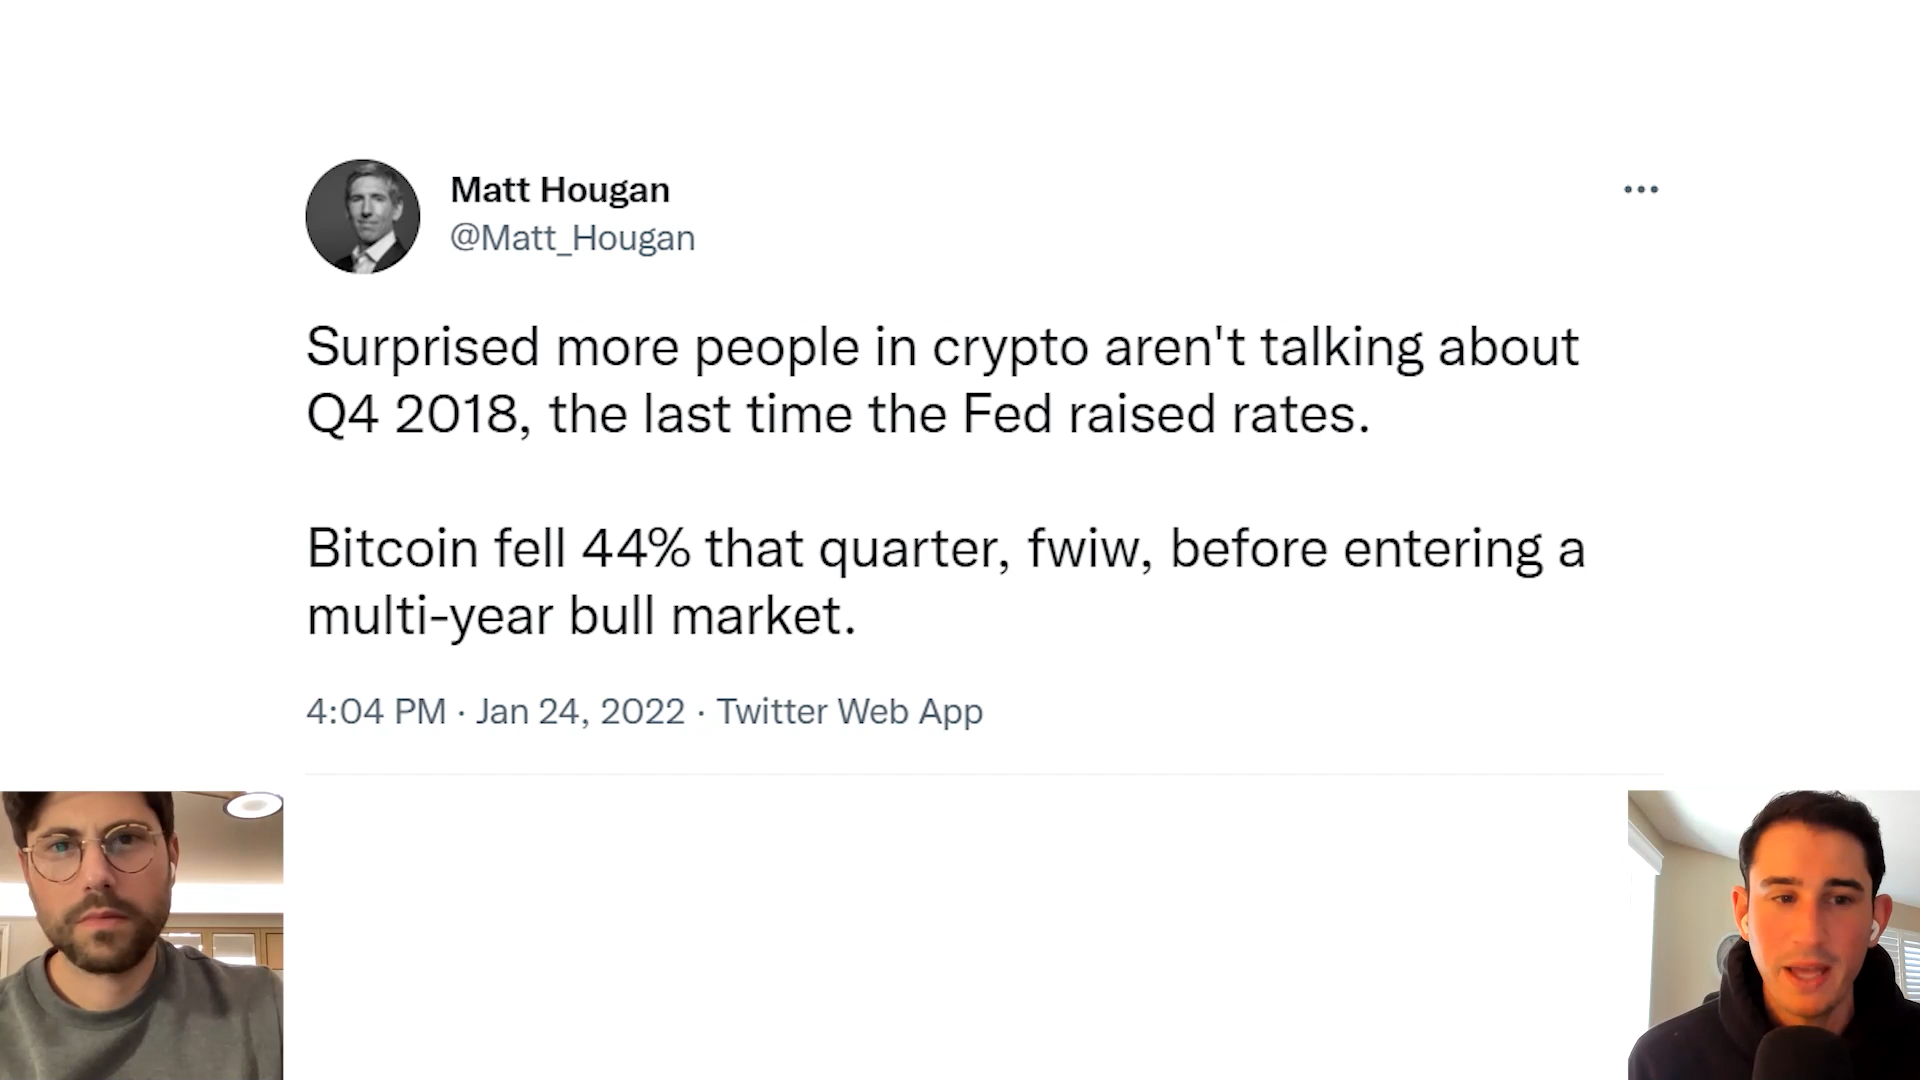 Matt Hougan
@Matt_Hougan
Surprised more people in crypto aren't talking about
Q4 2018, the last time the Fed raised rates.
Bitcoin fell 44% that quarter, fwiw, before entering a
multi-year bull market.
4:04 PM · Jan 24, 2022 · Twitter Web App